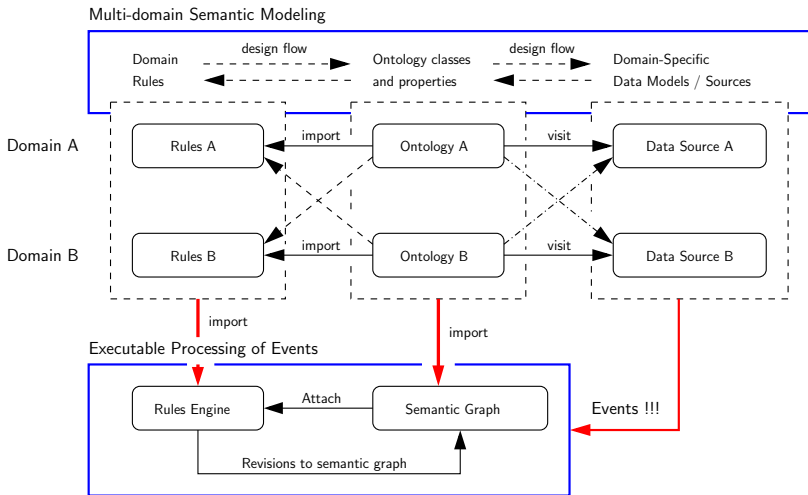 Multi-domain Semantic Modeling
Domain
Rules
design flow
Ontology classes
and properties
design flow
Domain-Specific
Data Models / Sources
Domain A
Rules A
import
Ontology A
visit
Data Source A
Domain B
Rules B
import
Ontology B
visit
Data Source B
import
import
Executable Processing of Events
Rules Engine
Attach
Semantic Graph
Events !!!
Revisions to semantic graph